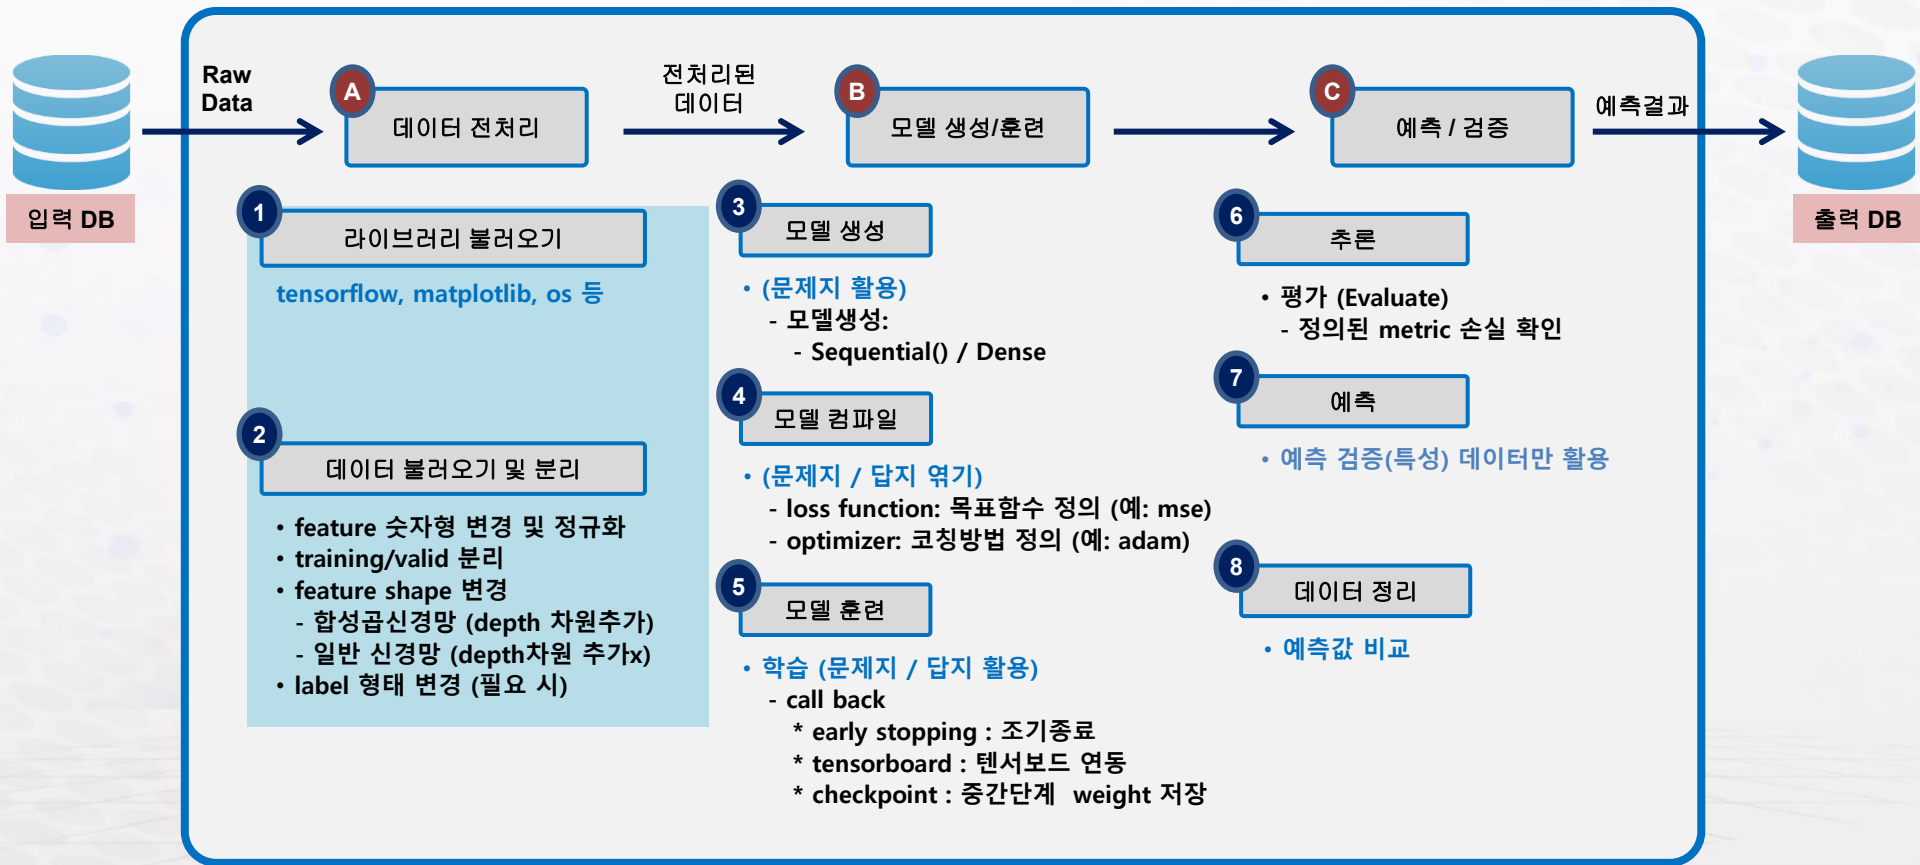 입력 DB
Raw
Data
A
데이터 전처리
전처리된
데이터
B
모델 생성/훈련
C
예측 / 검증
예측결과
출력 DB
1
라이브러리 불러오기
tensorflow, matplotlib, os 등
2
데이터 불러오기 및 분리
• feature 숫자형 변경 및 정규화
• training/valid 분리
• feature shape 변경
- 합성곱신경망 (depth 차원추가)
- 일반 신경망 (depth차원 추가x)
• label 형태 변경 (필요 시)
3
모델 생성
• (문제지 활용)
- 모델생성:
- Sequential() / Dense
4
모델 컴파일
• (문제지 / 답지 엮기)
- loss function: 목표함수 정의 (예: mse)
- optimizer: 코칭방법 정의 (예: adam)
5
모델 훈련
• 학습 (문제지 / 답지 활용)
- call back
* early stopping : 조기종료
* tensorboard : 텐서보드 연동
* checkpoint : 중간단계 weight 저장
6
추론
• 평가 (Evaluate)
- 정의된 metric 손실 확인
7
예측
• 예측 검증(특성) 데이터만 활용
8
데이터 정리
• 예측값 비교